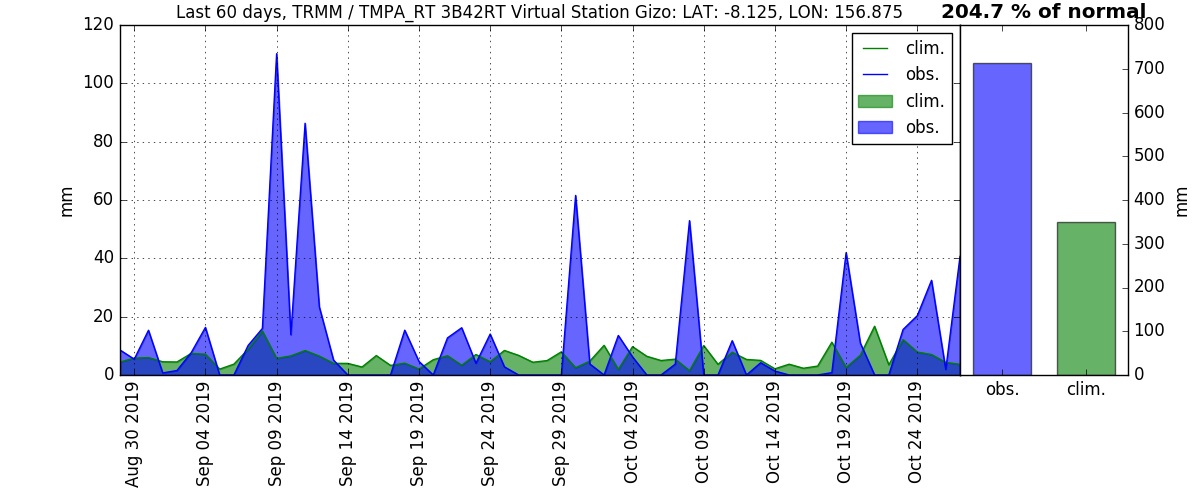 Last 60 days, TRMM / TMPA_RT 3B42RT Virtual Station Gizo: LAT: -8.125, LON: 156.875
204.7 % of normal
120
100
80
60
40
20
0
mm
clim.
obs.
clim.
obs.
Aug 30 2019
Sep 04 2019
Sep 09 2019
Sep 14 2019
Sep 19 2019
Sep 24 2019
Sep 29 2019
Oct 04 2019
Oct 09 2019
Oct 14 2019
Oct 19 2019
Oct 24 2019
800
700
600
500
400
300
200
100
0
mm
obs.
clim.